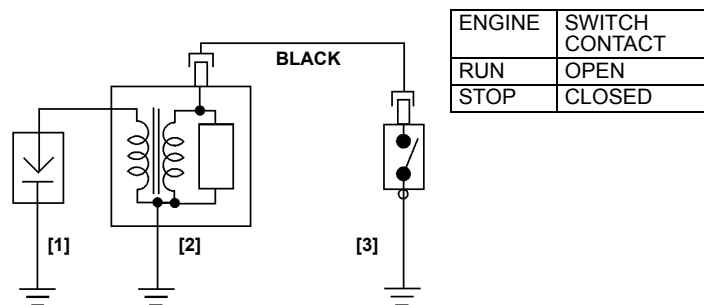 BLACK
ENGINE SWITCH CONTACT
RUN OPEN
STOP CLOSED
[1] [2] [3]